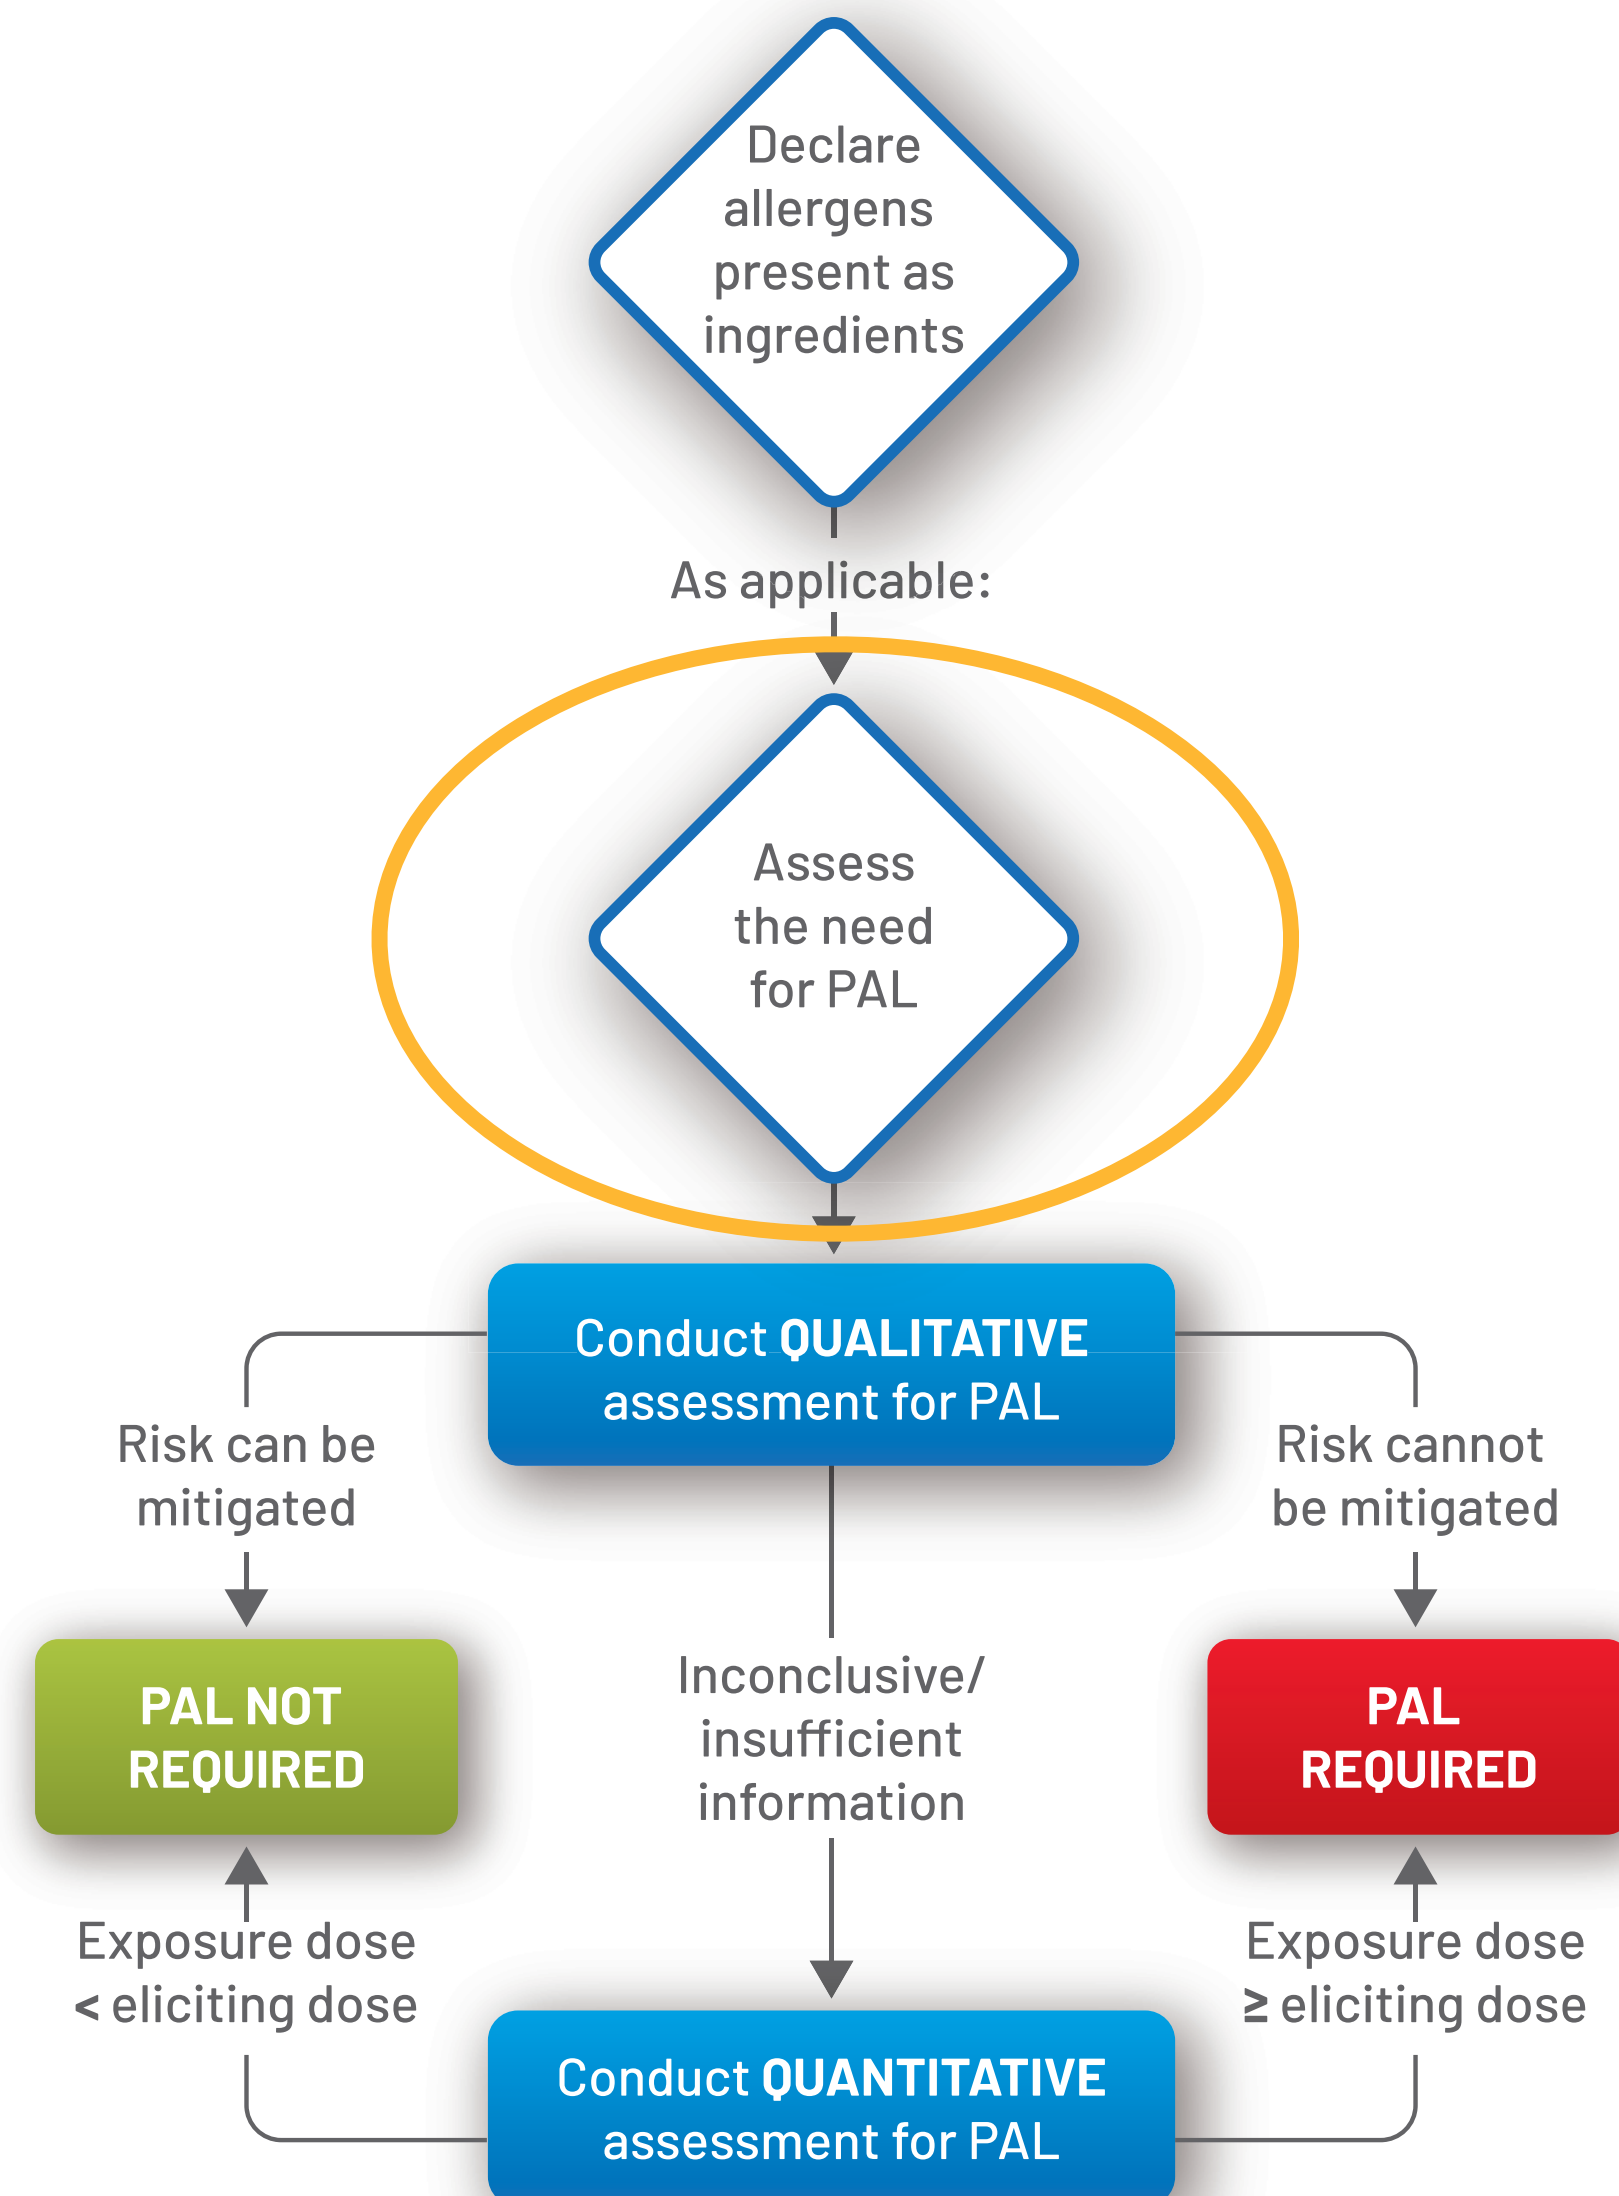 Declare
allergens
present as
ingredients
As applicable:
Assess
the need
for PAL
Conduct QUALITATIVE
assessment for PAL
Risk can be
mitigated
Risk cannot
be mitigated
PAL NOT
REQUIRED
Inconclusive/
insufficient
information
PAL
REQUIRED
Exposure dose
< eliciting dose
Exposure dose
≥ eliciting dose
Conduct QUANTITATIVE
assessment for PAL